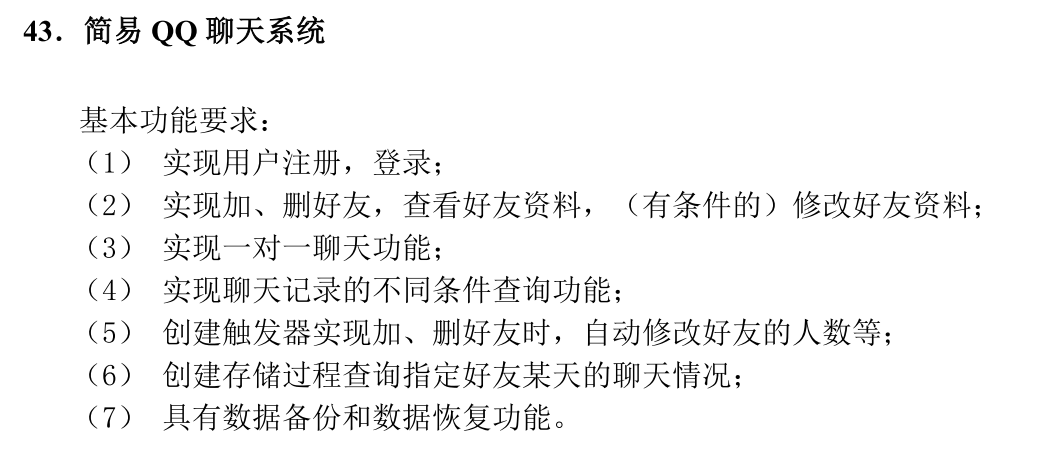 43. 简易 QQ 聊天系统
基本功能要求：
（1） 实现用户注册，登录；
（2） 实现加、删好友，查看好友资料，（有条件的）修改好友资料；
（3） 实现一对一聊天功能；
（4） 实现聊天记录的不同条件查询功能；
（5） 创建触发器实现加、删好友时，自动修改好友的人数等；
（6） 创建存储过程查询指定好友某天的聊天情况；
（7） 具有数据备份和数据恢复功能。